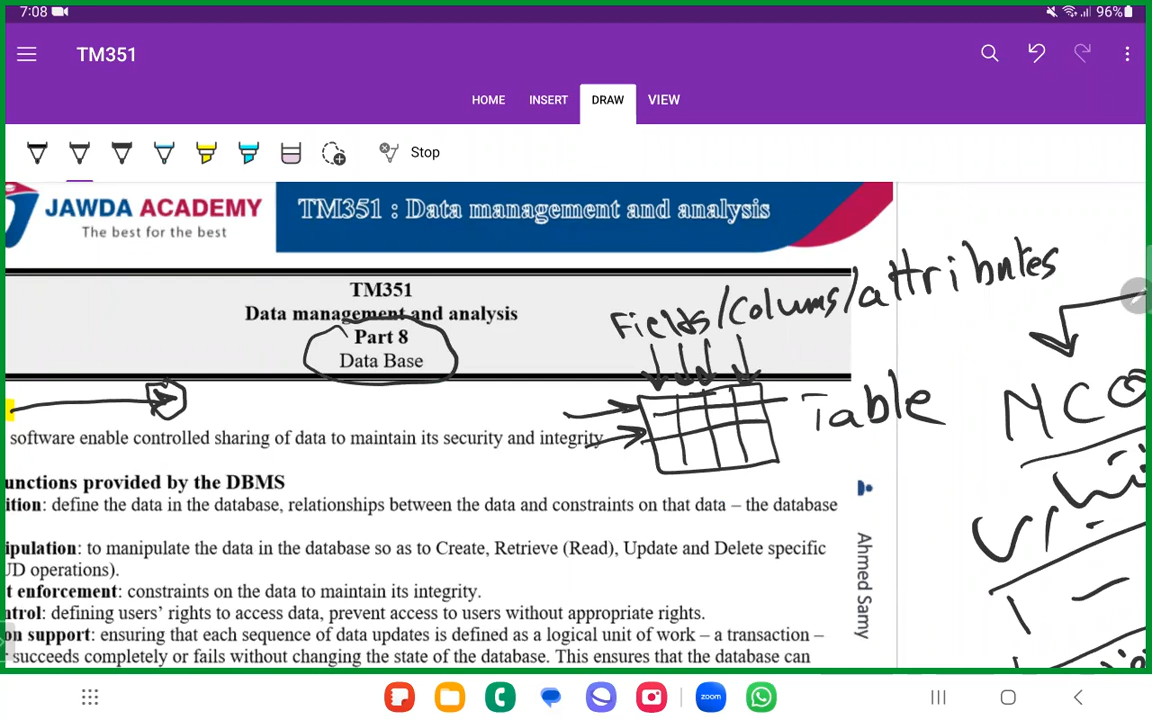 7:08
96%
TM351
HOME INSERT DRAW VIEW
Stop
JAWDA ACADEMY
The best for the best
TM351 : Data management and analysis
TM351
Data management and analysis
Part 8
Data Base
Fields/Colums/attributes
Table
MCQ
software enable controlled sharing of data to maintain its security and integrity
unctions provided by the DBMS
ition: define the data in the database, relationships between the data and constraints on that data – the database
ipulation: to manipulate the data in the database so as to Create, Retrieve (Read), Update and Delete specific
UD operations).
t enforcement: constraints on the data to maintain its integrity.
ntrol: defining users’ rights to access data, prevent access to users without appropriate rights.
on support: ensuring that each sequence of data updates is defined as a logical unit of work – a transaction –
succeeds completely or fails without changing the state of the database. This ensures that the database can
Ahmed Samy
zoom